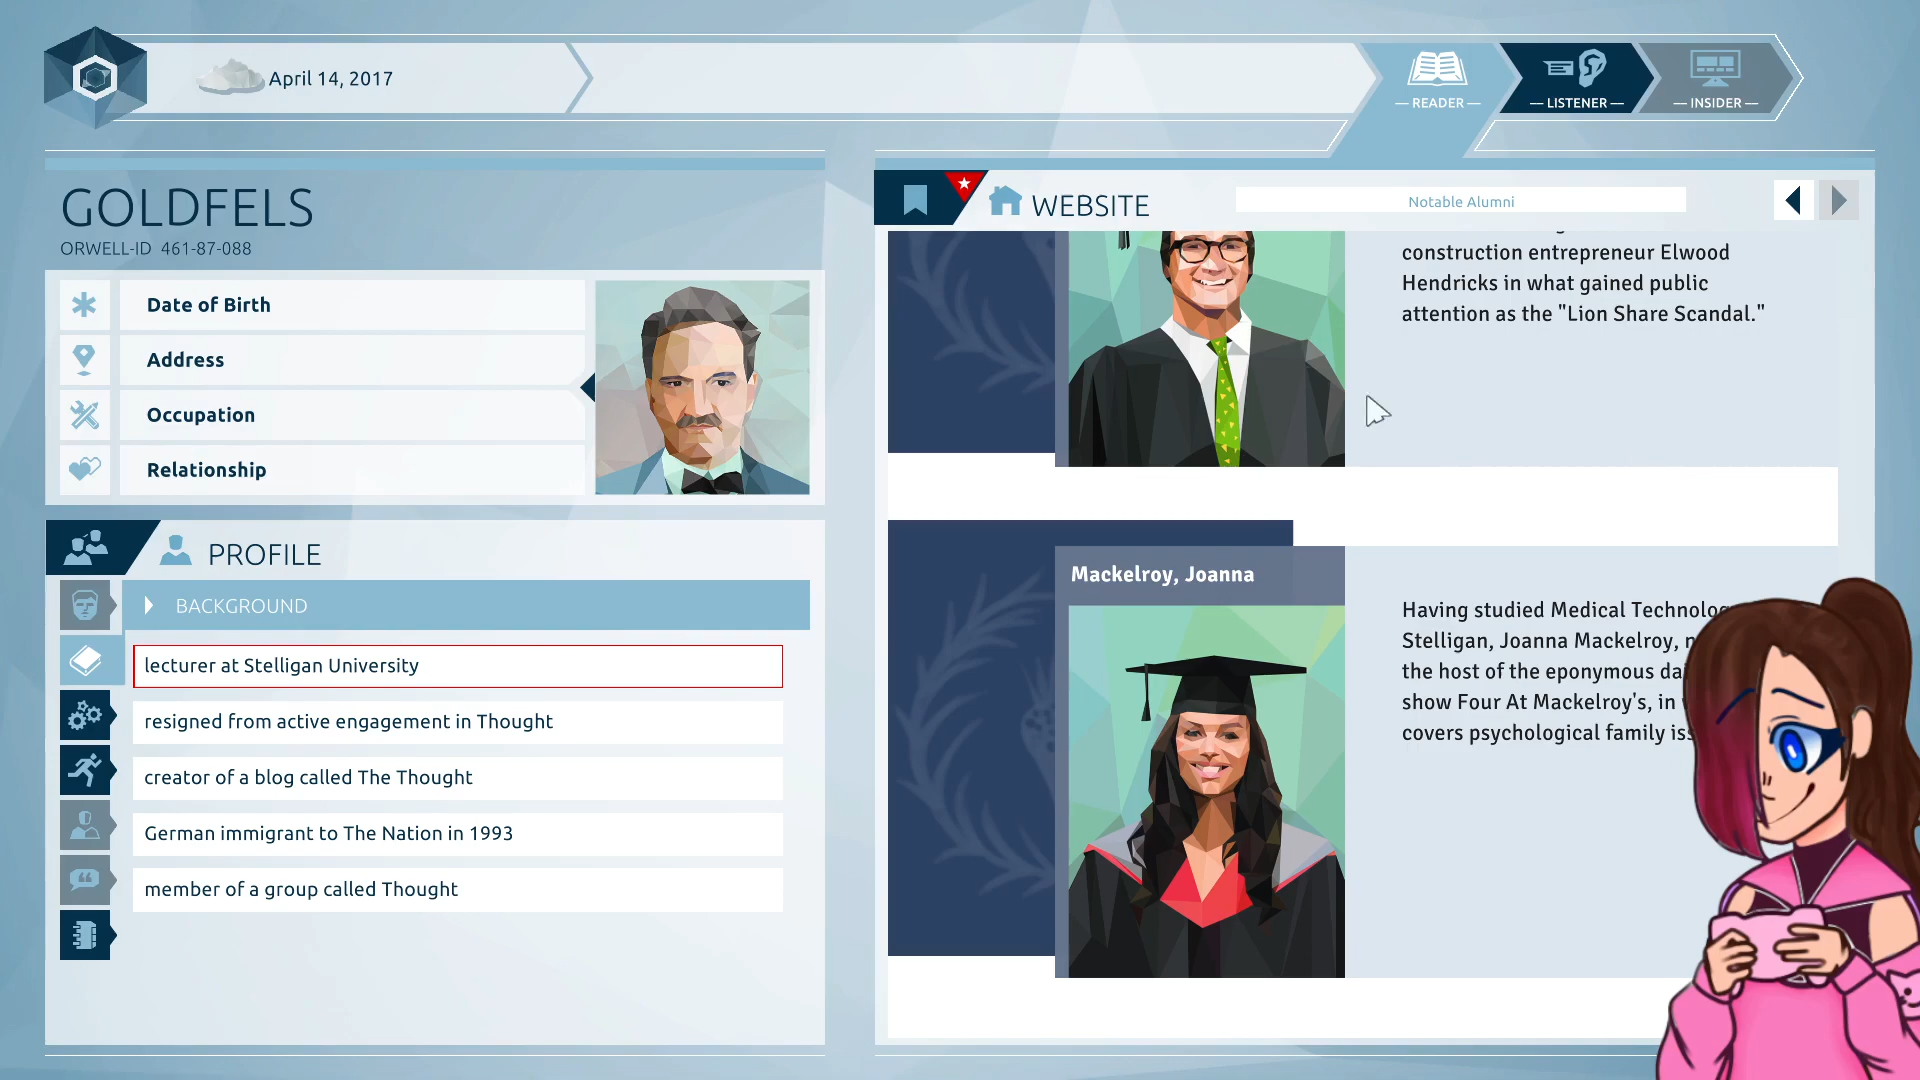 April 14, 2017
— READER —
— LISTENER —
— INSIDER —
GOLDFELS
ORWELL-ID 461-87-088
Date of Birth
Address
Occupation
Relationship
PROFILE
BACKGROUND
lecturer at Stelligan University
resigned from active engagement in Thought
creator of a blog called The Thought
German immigrant to The Nation in 1993
member of a group called Thought
WEBSITE
Notable Alumni
construction entrepreneur Elwood
Hendricks in what gained public
attention as the "Lion Share Scandal."
Mackelroy, Joanna
Having studied Medical
Stelligan, Joanna Mackelroy,
the host of the eponymous
show Four At Mackelroy's, in
covers psychological family